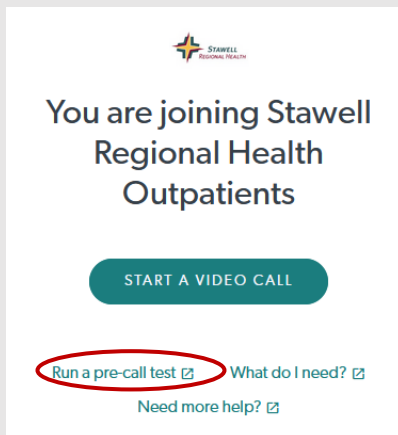 STAWELL
REGIONAL HEALTH
You are joining Stawell
Regional Health
Outpatients
START A VIDEO CALL
Run a pre-call test What do I need?
Need more help?